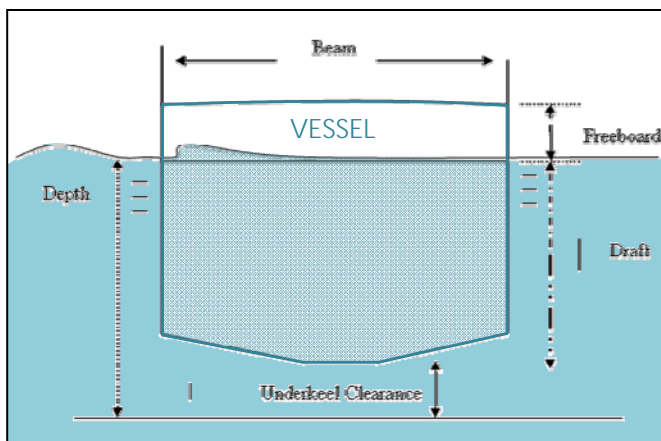 Beam
VESSEL
Freeboard
Depth
Draft
Underkeel Clearance